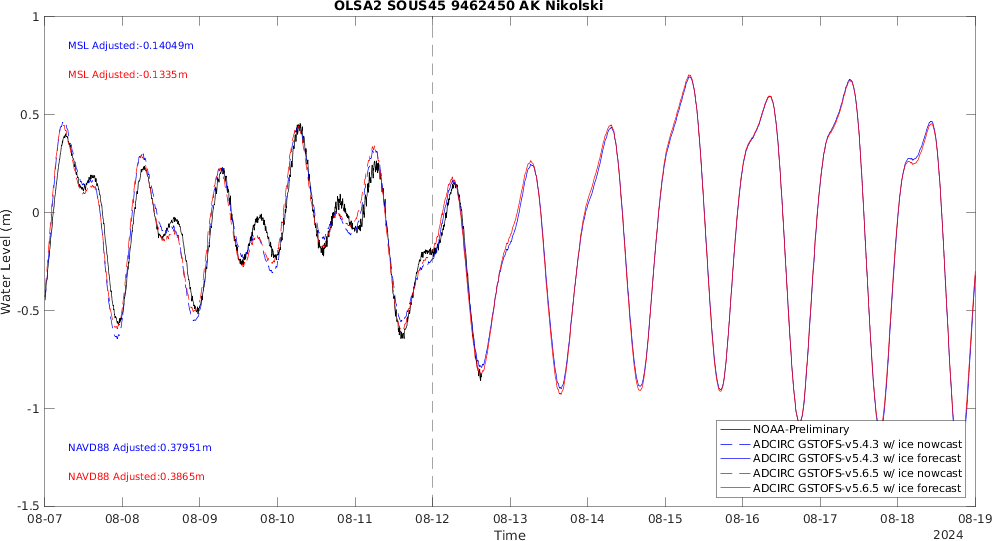 OLSA2 SOUS45 9462450 AK Nikolski
MSL Adjusted:-0.14049m
MSL Adjusted:-0.1335m
NAVD88 Adjusted:0.37951m
NAVD88 Adjusted:0.3865m
Water Level (m)
1
0.5
0
-0.5
-1
-1.5
NOAA-Preliminary
ADCIRC GSTOFS-v5.4.3 w/ ice nowcast
ADCIRC GSTOFS-v5.4.3 w/ ice forecast
ADCIRC GSTOFS-v5.6.5 w/ ice nowcast
ADCIRC GSTOFS-v5.6.5 w/ ice forecast
08-07 08-08 08-09 08-10 08-11 08-12 08-13 08-14 08-15 08-16 08-17 08-18 08-19
Time
2024